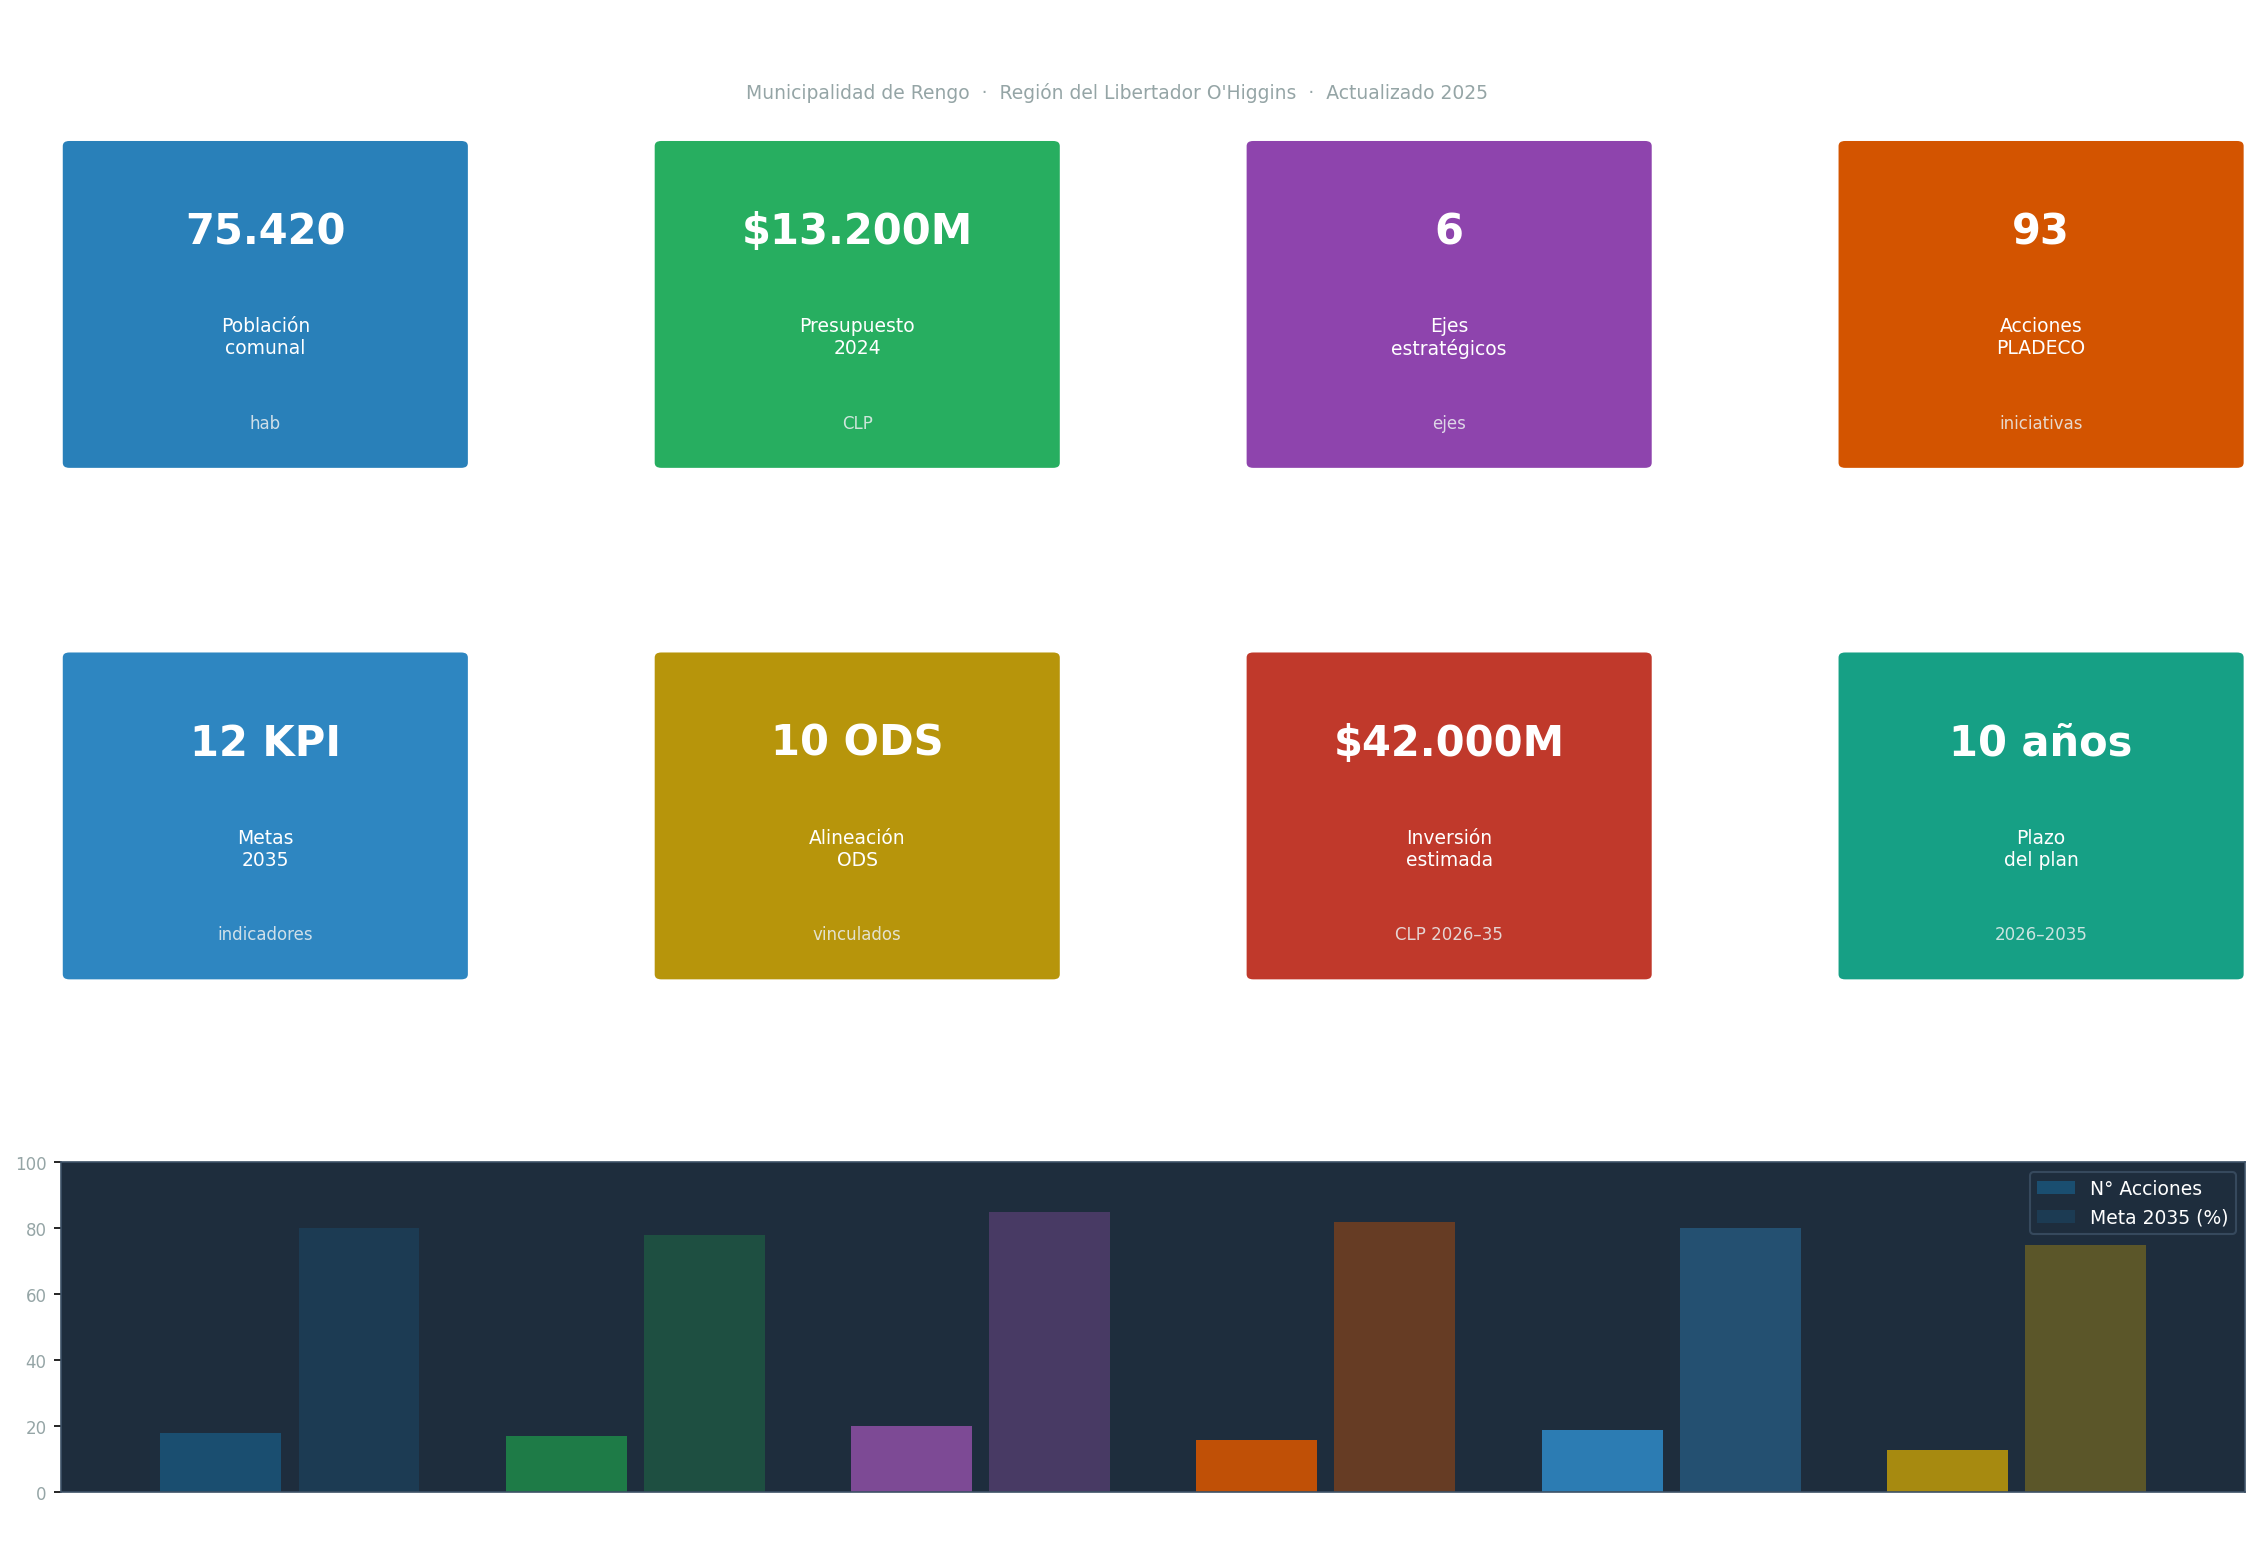 Municipalidad de Rengo · Región del Libertador O'Higgins · Actualizado 2025
75.420
Población
comunal
hab
$13.200M
Presupuesto
2024
CLP
6
Ejes
estratégicos
ejes
93
Acciones
PLADECO
iniciativas
12 KPI
Metas
2035
indicadores
10 ODS
Alineación
ODS
vinculados
$42.000M
Inversión
estimada
CLP 2026–35
10 años
Plazo
del plan
2026–2035
100
80
60
40
20
0
N° Acciones
Meta 2035 (%)